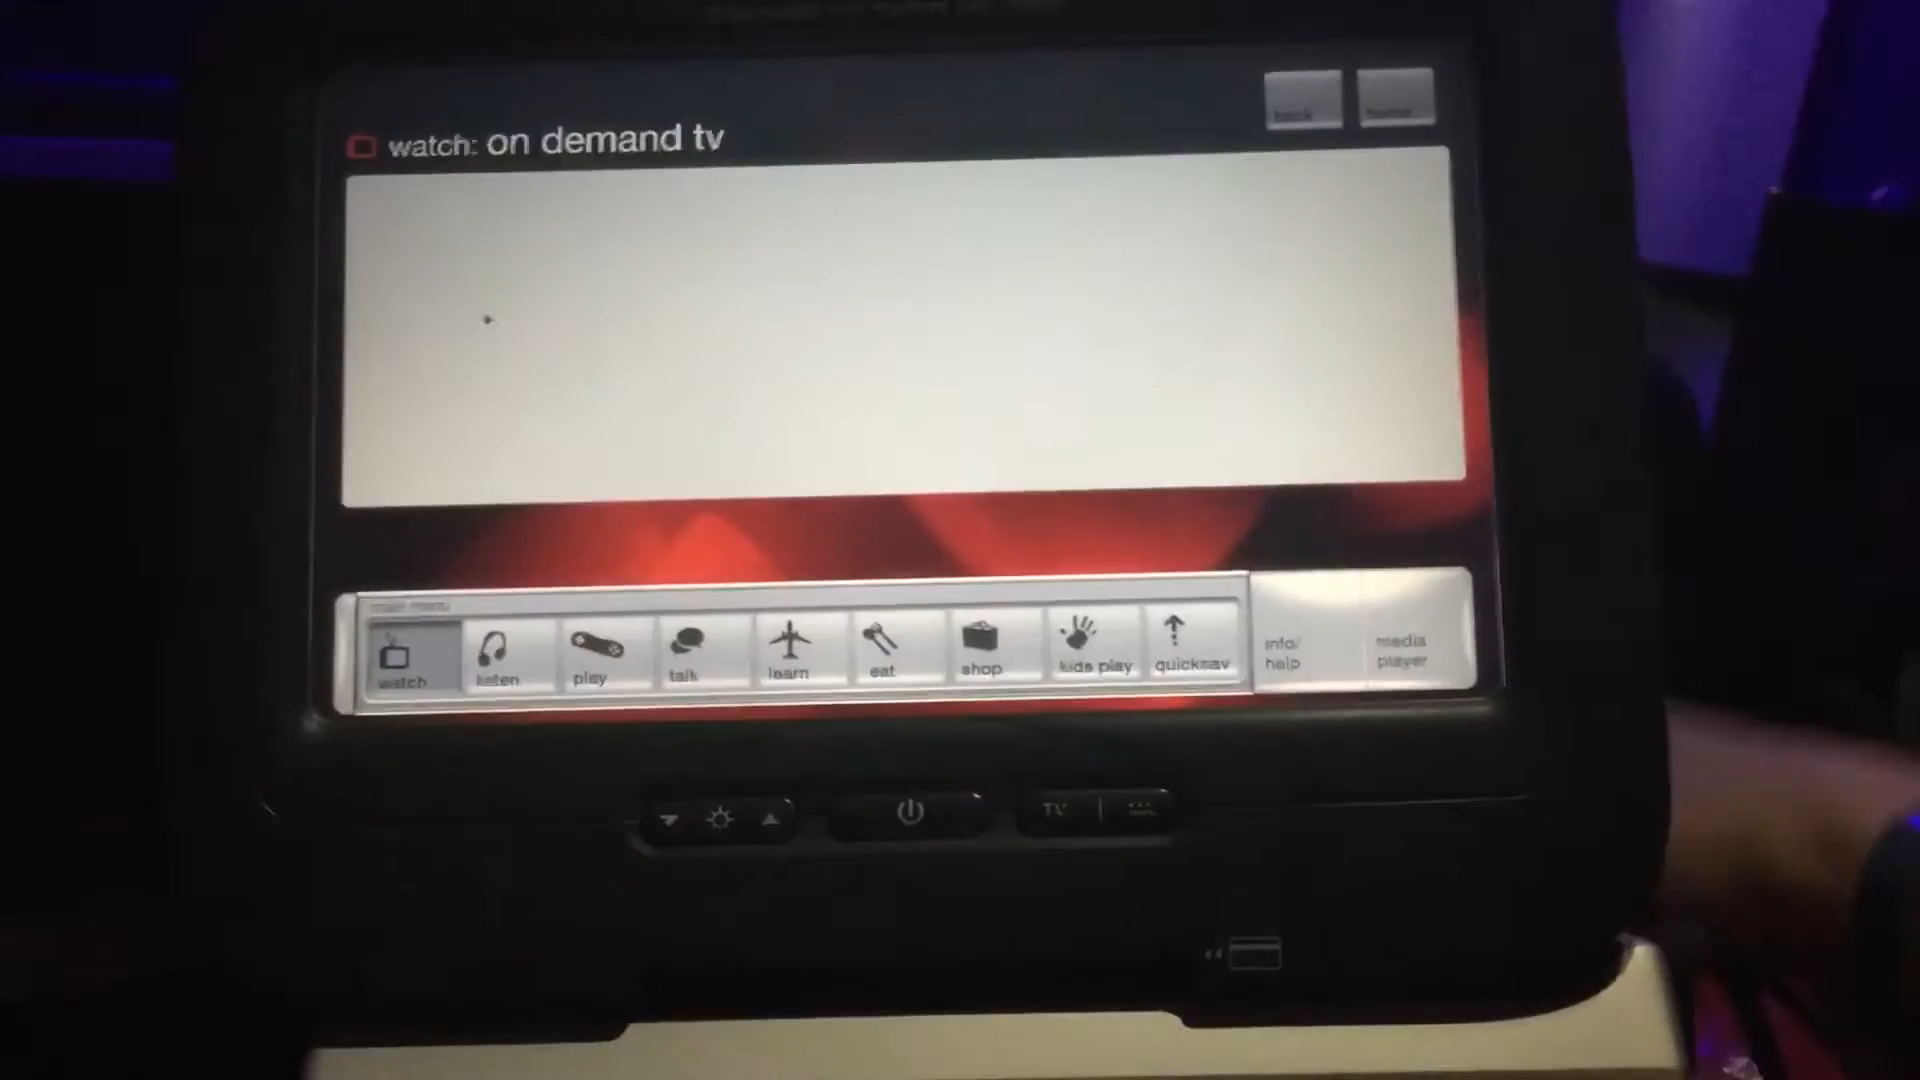 back
home
watch: on demand tv
main menu
watch
listen
play
talk
learn
eat
shop
kids play
quicknav
info/
help
media
player
TV